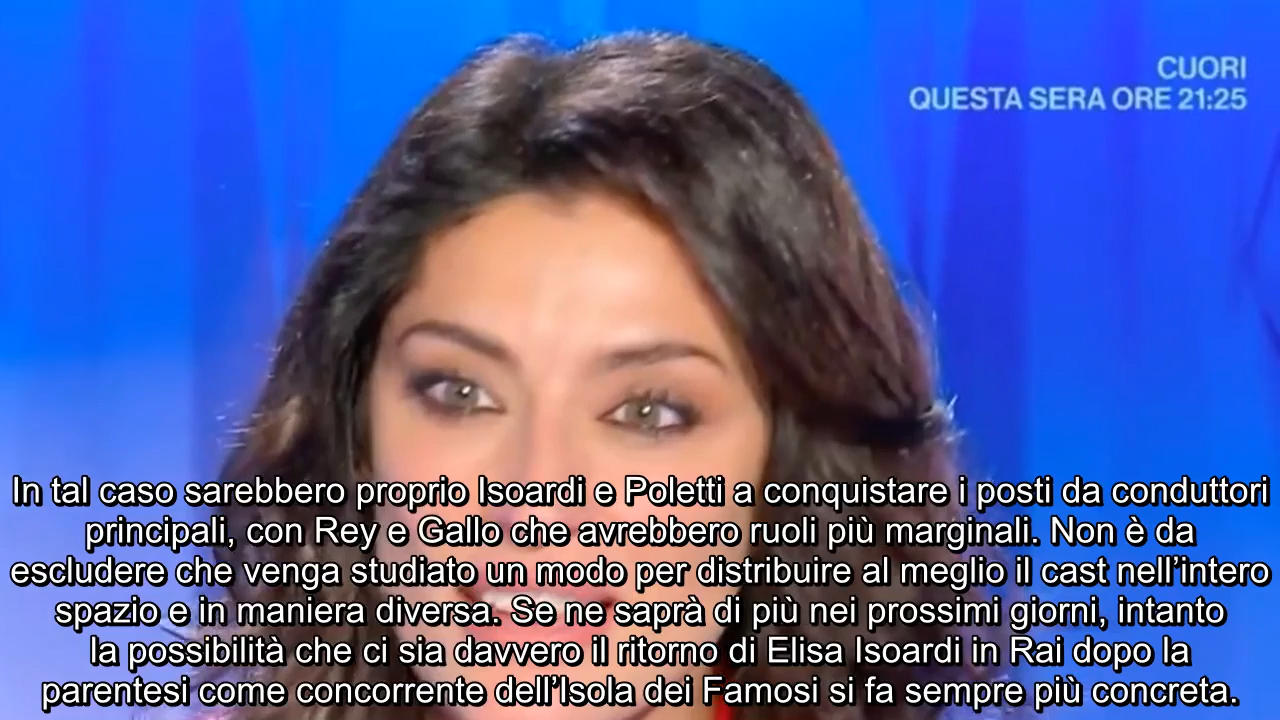 CUORI
QUESTA SERA ORE 21:25
In tal caso sarebbero proprio Isoardi e Poletti a conquistare i posti da conduttori
principali, con Rey e Gallo che avrebbero ruoli più marginali. Non è da
escludere che venga studiato un modo per distribuire al meglio il cast nell’intero
spazio e in maniera diversa. Se ne saprà di più nei prossimi giorni, intanto
la possibilità che ci sia davvero il ritorno di Elisa Isoardi in Rai dopo la
parentesi come concorrente dell’Isola dei Famosi si fa sempre più concreta.